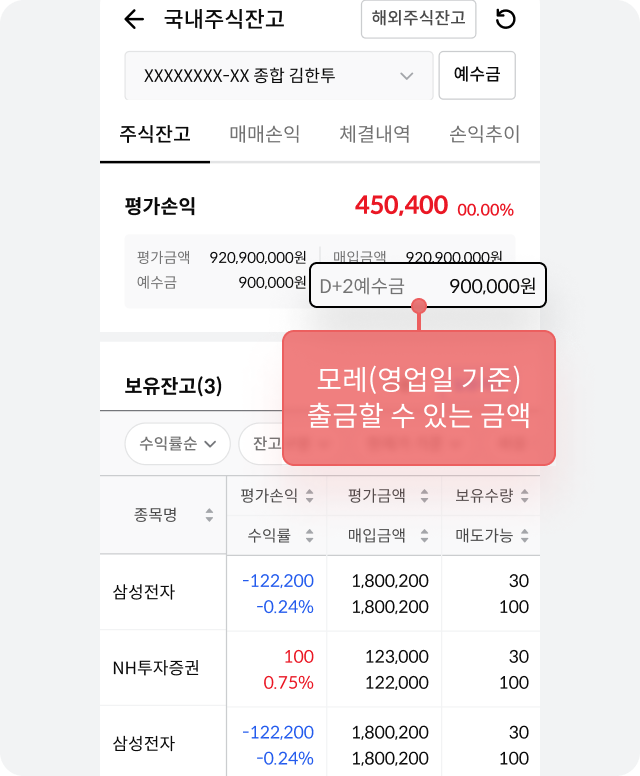 국내주식잔고 해외주식잔고
XXXXXXXX-XX 종합 김한투 예수금
주식잔고 매매손익 체결내역 손익추이
평가손익 450,400 00.00%
평가금액 920,900,000원 매입금액 920,900,000원
예수금 900,000원 D+2예수금 900,000원
모레(영업일 기준)
출금할 수 있는 금액
보유잔고(3)
수익률순 잔고
종목명 평가손익 평가금액 보유수량
수익률 매입금액 매도가능
삼성전자 -122,200 1,800,200 30
-0.24% 1,800,200 100
NH투자증권 100 123,000 30
0.75% 122,000 100
삼성전자 -122,200 1,800,200 30
-0.24% 1,800,200 100